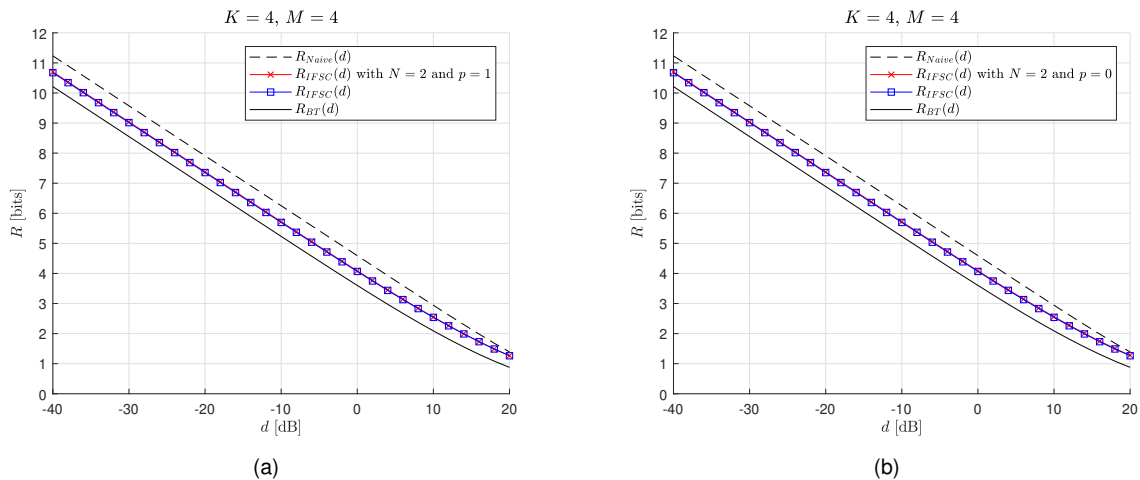 K = 4, M = 4
12
11
10
9
8
7
6
5
4
3
2
1
0
R [bits]
R_Naive(d)
R_IFSC(d) with N = 2 and p = 1
R_IFSC(d)
R_BT(d)
-40 -30 -20 -10 0 10 20
d [dB]
(a)
K = 4, M = 4
12
11
10
9
8
7
6
5
4
3
2
1
0
R [bits]
R_Naive(d)
R_IFSC(d) with N = 2 and p = 0
R_IFSC(d)
R_BT(d)
-40 -30 -20 -10 0 10 20
d [dB]
(b)